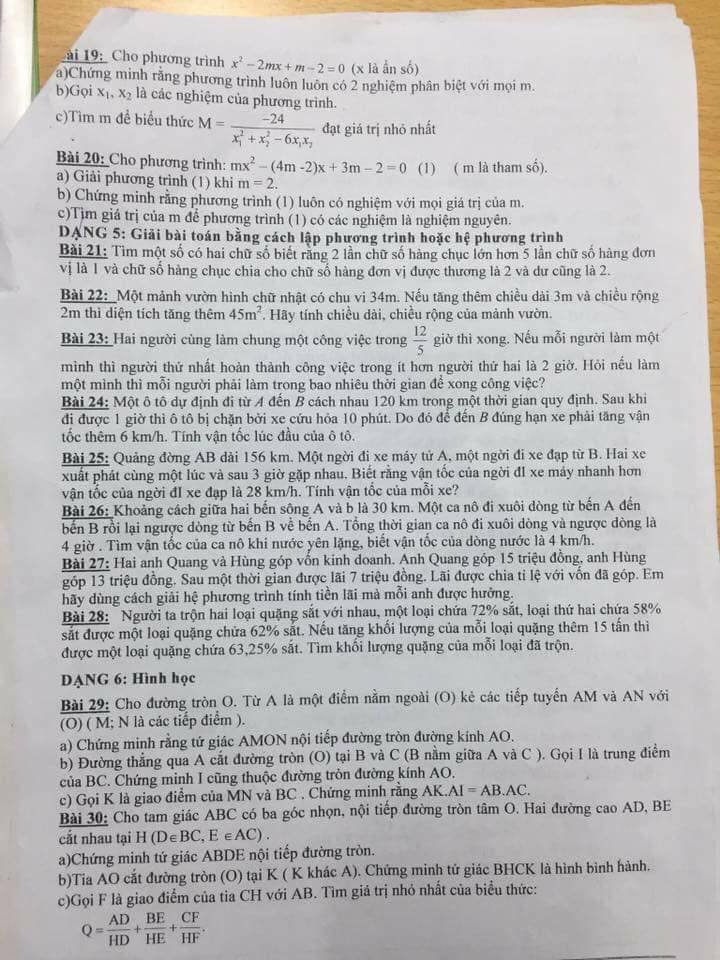 ài 19: Cho phương trình x² – 2mx + m – 2 = 0 (x là ẩn số)
a)Chứng minh rằng phương trình luôn luôn có 2 nghiệm phân biệt với mọi m.
b)Gọi x₁, x₂ là các nghiệm của phương trình.
c)Tìm m để biểu thức M = -24 / (x₁² + x₂² – 6x₁x₂) đạt giá trị nhỏ nhất
Bài 20: Cho phương trình: mx² – (4m -2)x + 3m – 2 = 0 (1) ( m là tham số).
a) Giải phương trình (1) khi m = 2.
b) Chứng minh rằng phương trình (1) luôn có nghiệm với mọi giá trị của m.
c)Tìm giá trị của m để phương trình (1) có các nghiệm là nghiệm nguyên.
DẠNG 5: Giải bài toán bằng cách lập phương trình hoặc hệ phương trình
Bài 21: Tìm một số có hai chữ số biết rằng 2 lần chữ số hàng chục lớn hơn 5 lần chữ số hàng đơn
vị là 1 và chữ số hàng chục chia cho chữ số hàng đơn vị được thương là 2 và dư cũng là 2.
Bài 22: Một mảnh vườn hình chữ nhật có chu vi 34m. Nếu tăng thêm chiều dài 3m và chiều rộng
2m thì diện tích tăng thêm 45m². Hãy tính chiều dài, chiều rộng của mảnh vườn.
Bài 23: Hai người cùng làm chung một công việc trong 12/5 giờ thì xong. Nếu mỗi người làm một
mình thì người thứ nhất hoàn thành công việc trong ít hơn người thứ hai là 2 giờ. Hỏi nếu làm
một mình thì mỗi người phải làm trong bao nhiêu thời gian để xong công việc?
Bài 24: Một ô tô dự định đi từ A đến B cách nhau 120 km trong một thời gian quy định. Sau khi
đi được 1 giờ thì ô tô bị chặn bởi xe cứu hỏa 10 phút. Do đó để đến B đúng hạn xe phải tăng vận
tốc thêm 6 km/h. Tính vận tốc lúc đầu của ô tô.
Bài 25: Quảng đờng AB dài 156 km. Một ngời đi xe máy tử A, một ngời đi xe đạp từ B. Hai xe
xuất phát cùng một lúc và sau 3 giờ gặp nhau. Biết rằng vận tốc của ngời đI xe máy nhanh hơn
vận tốc của ngời đI xe đạp là 28 km/h. Tính vận tốc của mỗi xe?
Bài 26: Khoảng cách giữa hai bến sông A và b là 30 km. Một ca nô đi xuôi dòng từ bến A đến
bến B rồi lại ngược dòng từ bến B về bến A. Tổng thời gian ca nô đi xuôi dòng và ngược dòng là
4 giờ . Tìm vận tốc của ca nô khi nước yên lặng, biết vận tốc của dòng nước là 4 km/h.
Bài 27: Hai anh Quang và Hùng góp vốn kinh doanh. Anh Quang góp 15 triệu đồng, anh Hùng
góp 13 triệu đồng. Sau một thời gian được lãi 7 triệu đồng. Lãi được chia tỉ lệ với vốn đã góp. Em
hãy dùng cách giải hệ phương trình tính tiền lãi mà mỗi anh được hưởng.
Bài 28: Người ta trộn hai loại quặng sắt với nhau, một loại chứa 72% sắt, loại thứ hai chứa 58%
sắt được một loại quặng chứa 62% sắt. Nếu tăng khối lượng của mỗi loại quặng thêm 15 tấn thì
được một loại quặng chứa 63,25% sắt. Tìm khối lượng quặng của mỗi loại đã trộn.
DẠNG 6: Hình học
Bài 29: Cho đường tròn O. Từ A là một điểm nằm ngoài (O) kẻ các tiếp tuyến AM và AN với
(O) ( M; N là các tiếp điểm ).
a) Chứng minh rằng tứ giác AMON nội tiếp đường tròn đường kính AO.
b) Đường thẳng qua A cắt đường tròn (O) tại B và C (B nằm giữa A và C ). Gọi I là trung điểm
của BC. Chứng minh I cũng thuộc đường tròn đường kính AO.
c) Gọi K là giao điểm của MN và BC . Chứng minh rằng AK.AI = AB.AC.
Bài 30: Cho tam giác ABC có ba góc nhọn, nội tiếp đường tròn tâm O. Hai đường cao AD, BE
cắt nhau tại H (D∈BC, E ∈AC) .
a)Chứng minh tứ giác ABDE nội tiếp đường tròn.
b)Tia AO cắt đường tròn (O) tại K ( K khác A). Chứng minh tứ giác BHCK là hình bình hành.
c)Gọi F là giao điểm của tia CH với AB. Tìm giá trị nhỏ nhất của biểu thức:
Q = AD/HD + BE/HE + CF/HF.